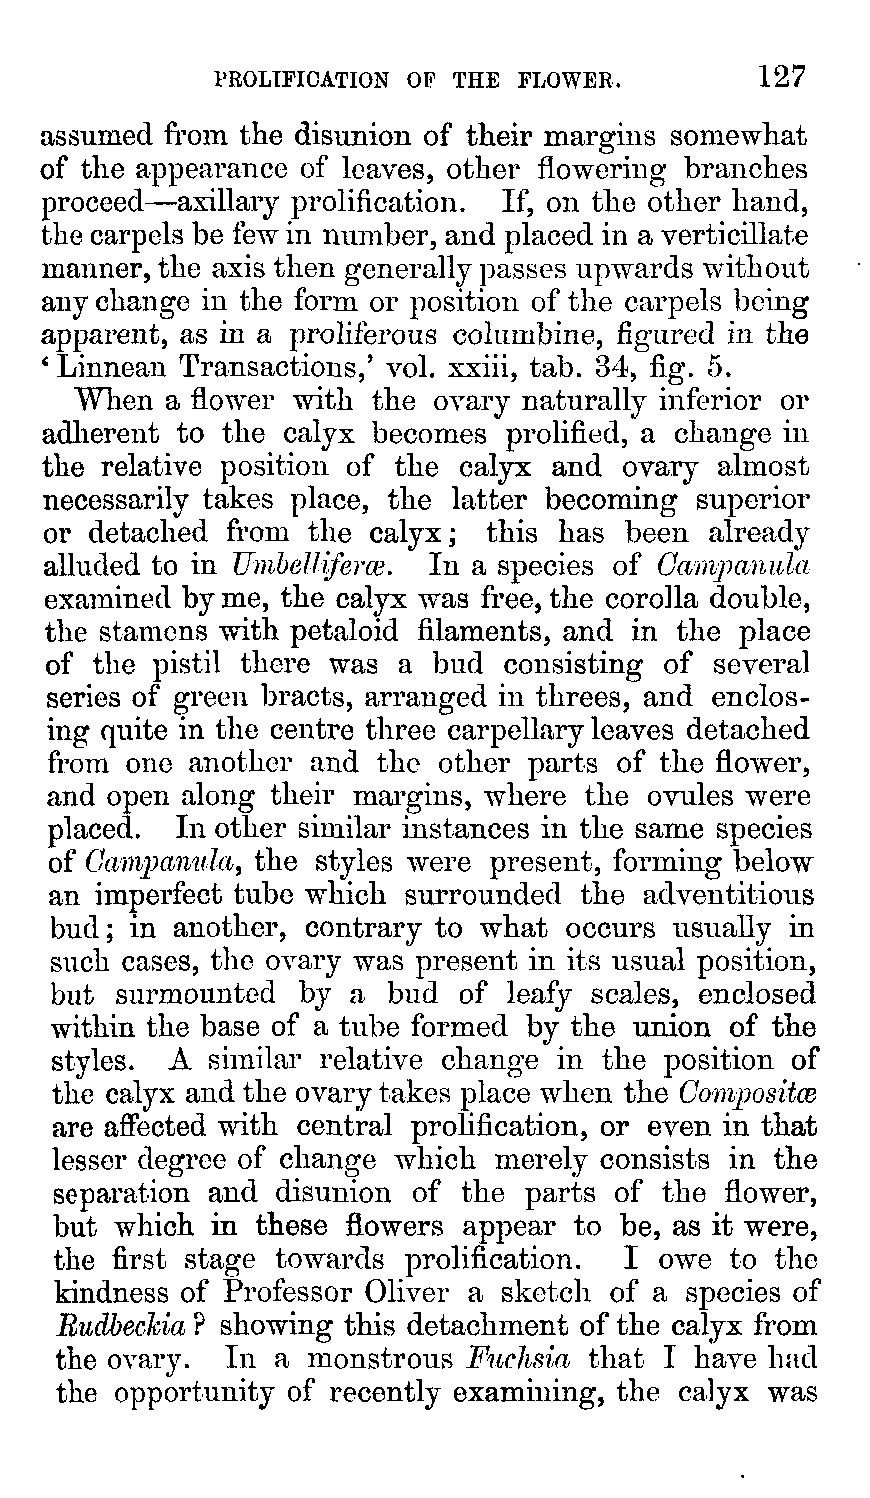 PROLIFICATION OF THE FLOWER. 127
assumed from the disunion of their margins somewhat
of the appearance of leaves, other flowering branches
proceed—axillary prolification. If, on the other hand,
the carpels be few in number, and placed in a verticillate
manner, the axis then generally passes upwards without
any change in the form or position of the carpels being
apparent, as in a proliferous columbine, figured in the
‘Linnean Transactions,’ vol. xxiii, tab. 34, fig. 5.
When a flower with the ovary naturally inferior or
adherent to the calyx becomes prolified, a change in
the relative position of the calyx and ovary almost
necessarily takes place, the latter becoming superior
or detached from the calyx; this has been already
alluded to in Umbelliferæ. In a species of Campanula
examined by me, the calyx was free, the corolla double,
the stamens with petaloid filaments, and in the place
of the pistil there was a bud consisting of several
series of green bracts, arranged in threes, and enclos-
ing quite in the centre three carpellary leaves detached
from one another and the other parts of the flower,
and open along their margins, where the ovules were
placed. In other similar instances in the same species
of Campanula, the styles were present, forming below
an imperfect tube which surrounded the adventitious
bud; in another, contrary to what occurs usually in
such cases, the ovary was present in its usual position,
but surmounted by a bud of leafy scales, enclosed
within the base of a tube formed by the union of the
styles. A similar relative change in the position of
the calyx and the ovary takes place when the Compositæ
are affected with central prolification, or even in that
lesser degree of change which merely consists in the
separation and disunion of the parts of the flower,
but which in these flowers appear to be, as it were,
the first stage towards prolification. I owe to the
kindness of Professor Oliver a sketch of a species of
Rudbeckia? showing this detachment of the calyx from
the ovary. In a monstrous Fuchsia that I have had
the opportunity of recently examining, the calyx was